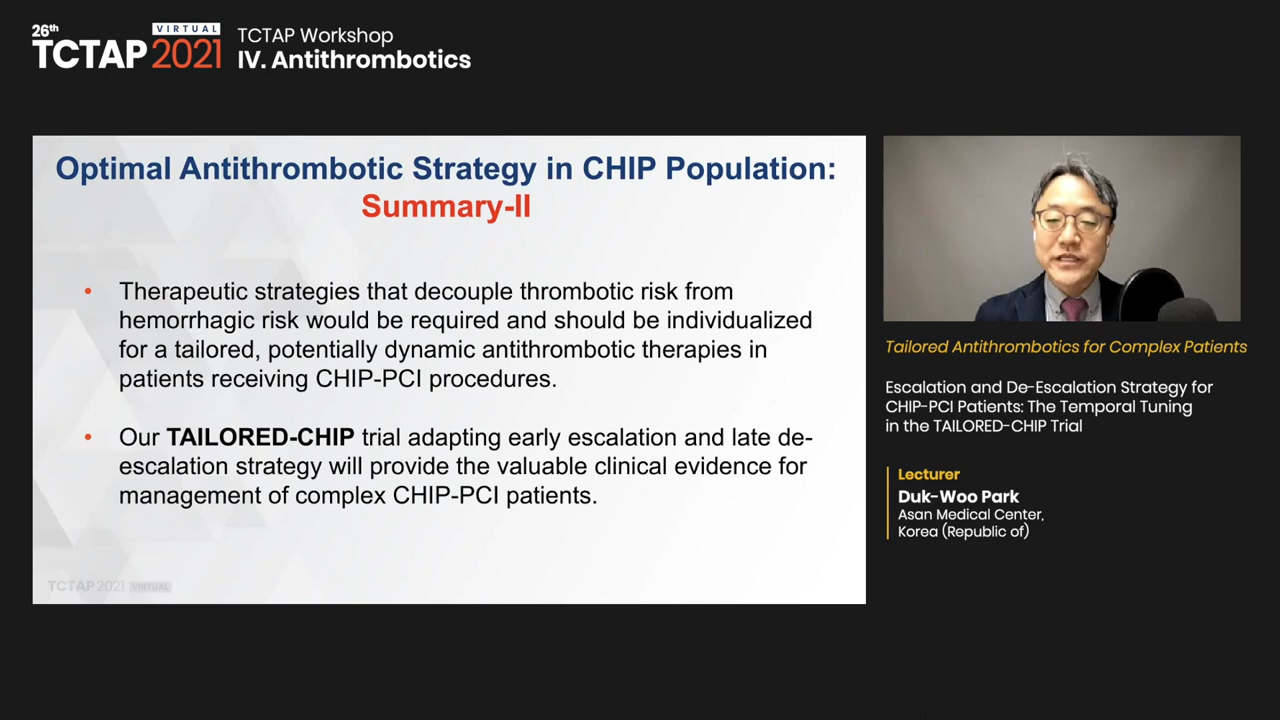 26th
TCTAP
VIRTUAL
2021
TCTAP Workshop
IV. Antithrombotics
Optimal Antithrombotic Strategy in CHIP Population:
Summary-II
• Therapeutic strategies that decouple thrombotic risk from
hemorrhagic risk would be required and should be individualized
for a tailored, potentially dynamic antithrombotic therapies in
patients receiving CHIP-PCI procedures.
• Our TAILORED-CHIP trial adapting early escalation and late de-
escalation strategy will provide the valuable clinical evidence for
management of complex CHIP-PCI patients.
TCTAP 2021 VIRTUAL
Tailored Antithrombotics for Complex Patients
Escalation and De-Escalation Strategy for
CHIP-PCI Patients: The Temporal Tuning
in the TAILORED-CHIP Trial
Lecturer
Duk-Woo Park
Asan Medical Center,
Korea (Republic of)